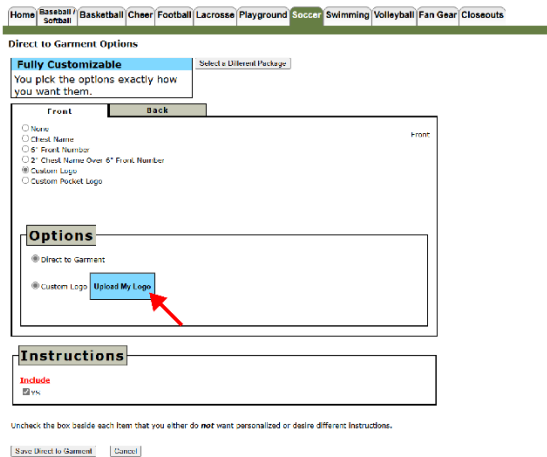 Home Baseball / Softball Basketball Cheer Football Lacrosse Playground Soccer Swimming Volleyball Fan Gear Closeouts
Direct to Garment Options
Fully Customizable Select a Different Package
You pick the options exactly how
you want them.
Front Back
None
Chest Name
Front
6" Front Number
2" Chest Name Over 6" Front Number
Custom Logo
Custom Pocket Logo
Options
Direct to Garment
Custom Logo Upload My Logo
Instructions
Include
Uncheck the box beside each item that you either do not want personalized or desire different instructions.
Save Direct to Garment Cancel